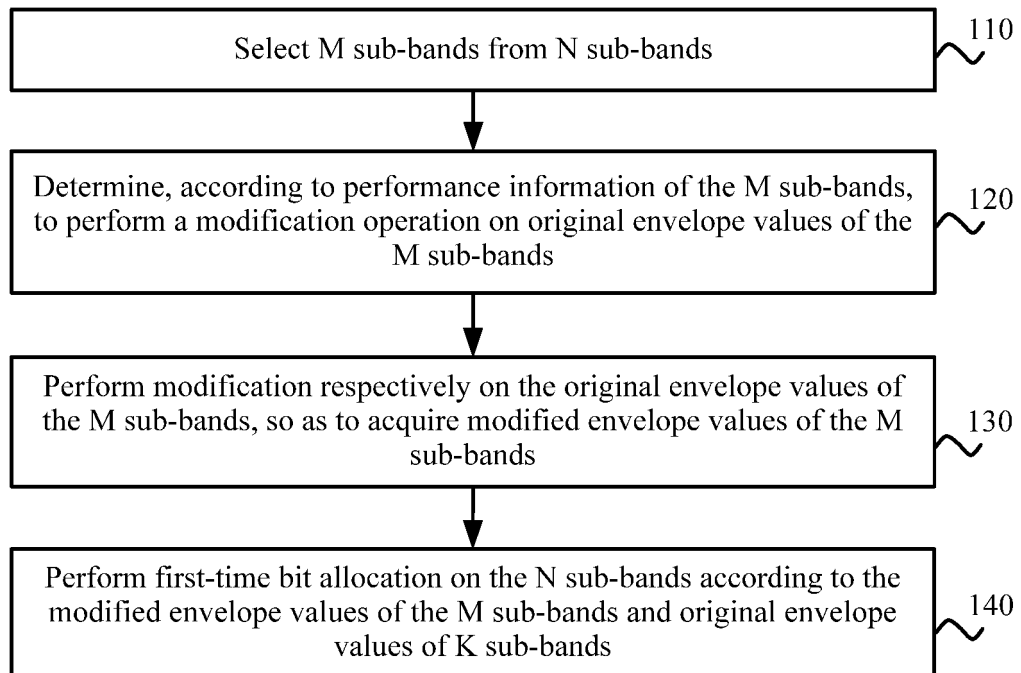 Select M sub-bands from N sub-bands
110
Determine, according to performance information of the M sub-bands,
to perform a modification operation on original envelope values of the
M sub-bands
120
Perform modification respectively on the original envelope values of
the M sub-bands, so as to acquire modified envelope values of the M
sub-bands
130
Perform first-time bit allocation on the N sub-bands according to the
modified envelope values of the M sub-bands and original envelope
values of K sub-bands
140